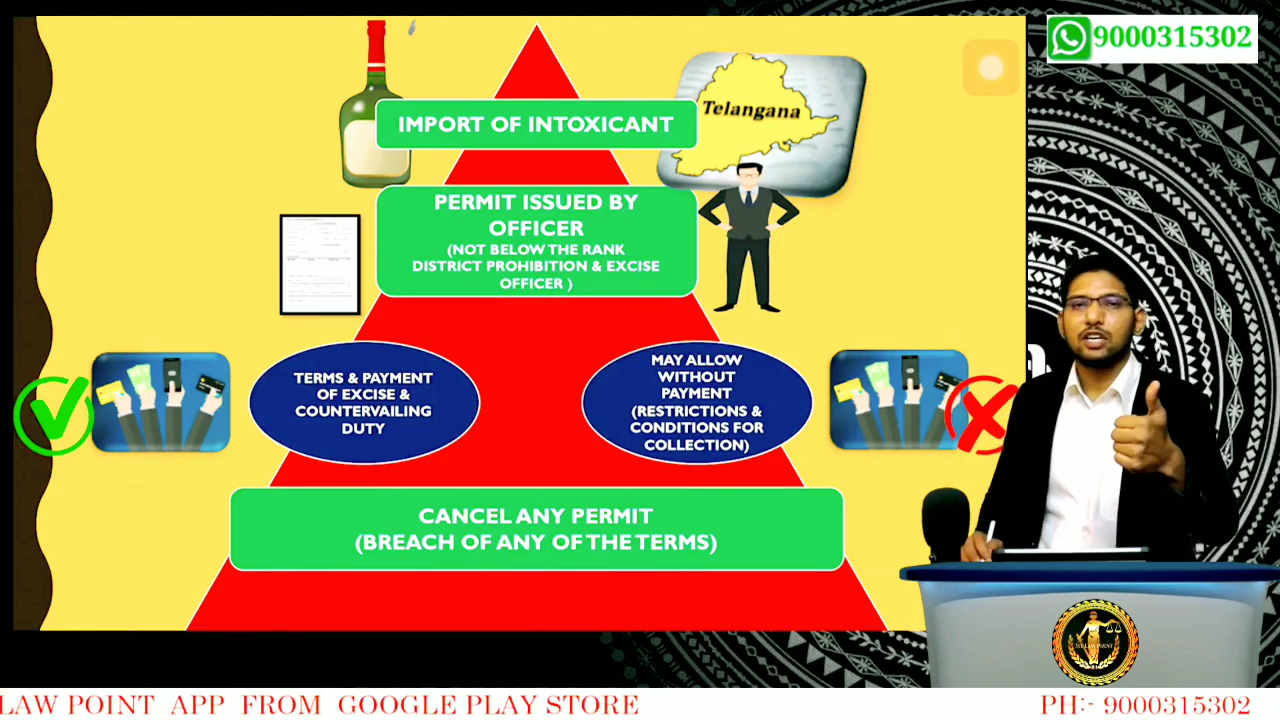 9000315302
Telangana
IMPORT OF INTOXICANT
PERMIT ISSUED BY
OFFICER
(NOT BELOW THE RANK
DISTRICT PROHIBITION & EXCISE
OFFICER )
TERMS & PAYMENT
OF EXCISE &
COUNTERVAILING
DUTY
MAY ALLOW
WITHOUT
PAYMENT
(RESTRICTIONS &
CONDITIONS FOR
COLLECTION)
CANCEL ANY PERMIT
(BREACH OF ANY OF THE TERMS)
LAW POINT APP FROM GOOGLE PLAY STORE
PH:- 9000315302